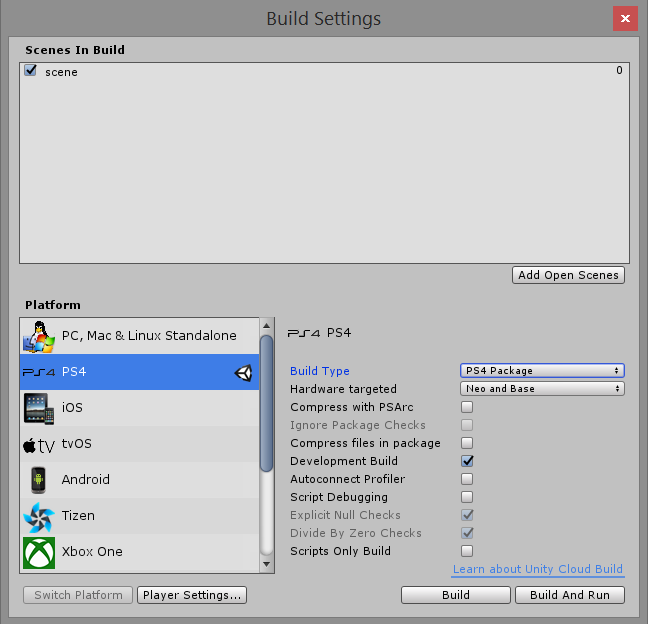 Build Settings
Scenes In Build
scene 0
Add Open Scenes
Platform
PC, Mac & Linux Standalone
PS4 PS4
iOS
tv tvOS
Android
Tizen
Xbox One
PS4 PS4
Build Type PS4 Package
Hardware targeted Neo and Base
Compress with PSArc
Ignore Package Checks
Compress files in package
Development Build
Autoconnect Profiler
Script Debugging
Explicit Null Checks
Divide By Zero Checks
Scripts Only Build
Learn about Unity Cloud Build
Switch Platform Player Settings... Build Build And Run